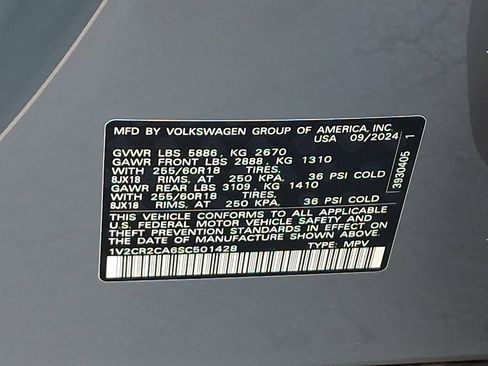 MFD BY VOLKSWAGEN GROUP OF AMERICA, INC.
USA 09/2024
GVWR LBS 5886, KG 2670
GAWR FRONT LBS 2888, KG 1310
WITH 255/60R18 TIRES,
8JX18 RIMS, AT 250 KPA, 36 PSI COLD
GAWR REAR LBS 3109, KG 1410
WITH 255/60R18 TIRES,
8JX18 RIMS, AT 250 KPA, 36 PSI COLD
THIS VEHICLE CONFORMS TO ALL APPLICABLE
U.S. FEDERAL MOTOR VEHICLE SAFETY AND
THEFT PREVENTION STANDARDS IN EFFECT ON
THE DATE OF MANUFACTURE SHOWN ABOVE.
1V2CR2CA6SC501428 TYPE: MPV
3930405 1